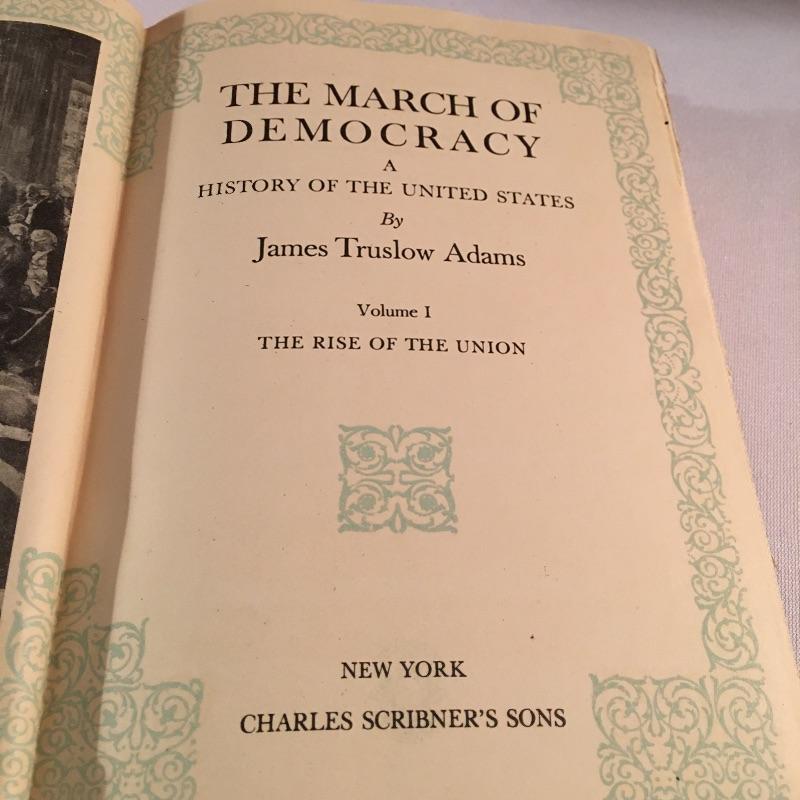 THE MARCH OF
DEMOCRACY
A
HISTORY OF THE UNITED STATES
By
James Truslow Adams
Volume I
THE RISE OF THE UNION
NEW YORK
CHARLES SCRIBNER'S SONS